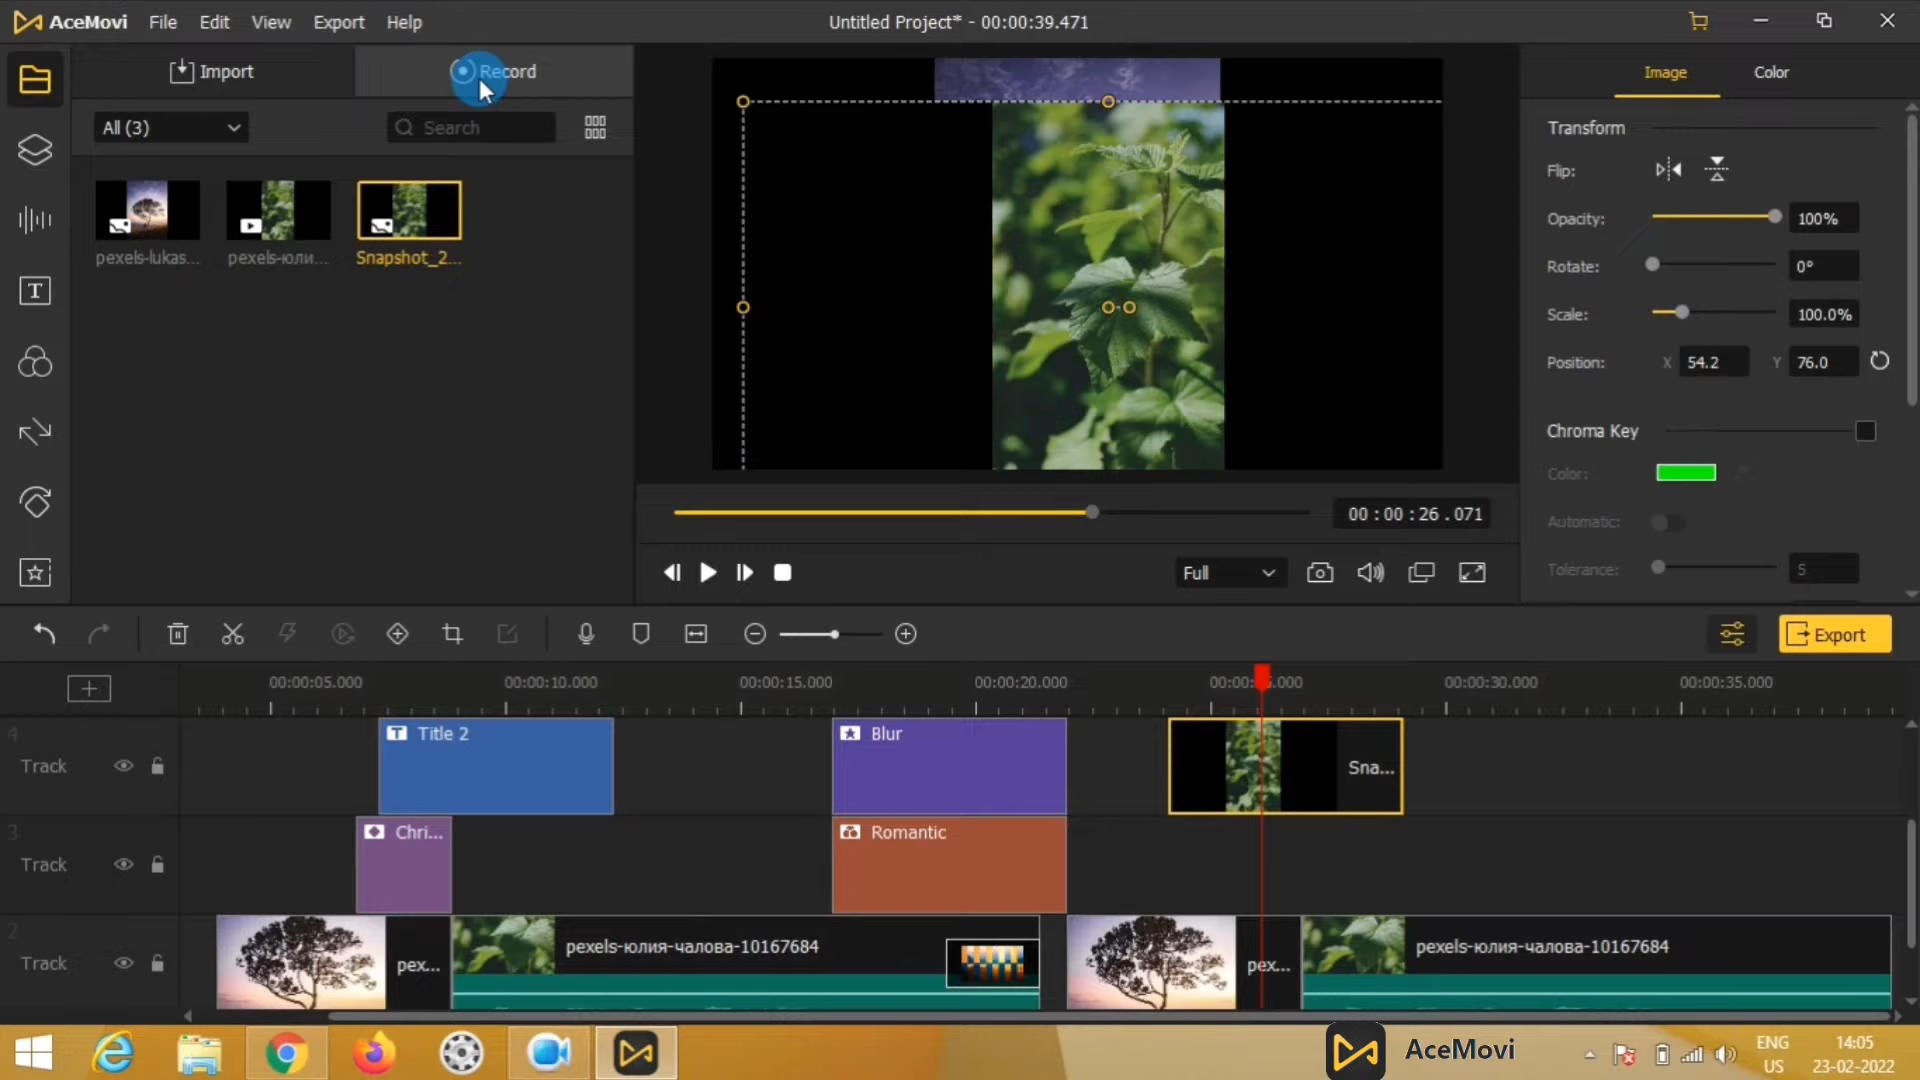 AceMovi File Edit View Export Help
Untitled Project* - 00:00:39.471
Import
Record
All (3)
Search
pexels-lukas...
pexels-юли...
Snapshot_2...
00 : 00 : 26 . 071
Full
Image
Color
Transform
Flip:
Opacity: 100%
Rotate: 0°
Scale: 100.0%
Position: X 54.2 Y 76.0
Chroma Key
Color:
Automatic:
Tolerance: 5
Export
00:00:05.000 00:00:10.000 00:00:15.000 00:00:20.000 00:00:30.000 00:00:35.000
4
Track
Title 2
Blur
Sna...
3
Track
Chri...
Romantic
2
Track
pex...
pexels-юлия-чалова-10167684
pex...
pexels-юлия-чалова-10167684
AceMovi
ENG
US
14:05
23-02-2022